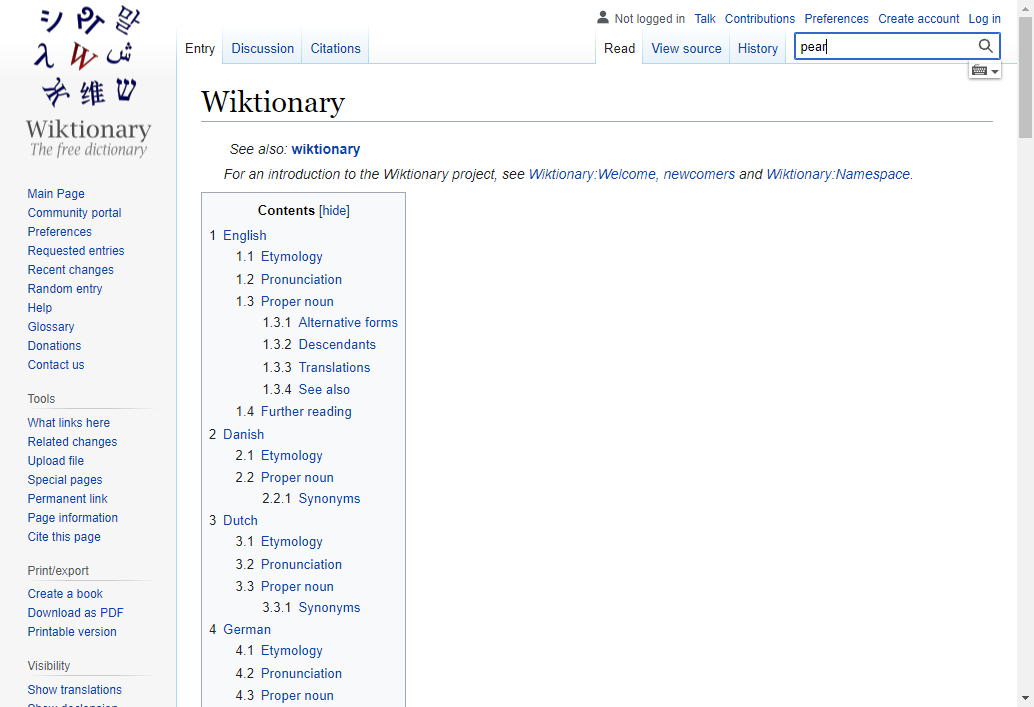 シ P 말
λ W ش
维
Wiktionary
The free dictionary
Not logged in Talk Contributions Preferences Create account Log in
Entry Discussion Citations Read View source History pear
Wiktionary
See also: wiktionary
For an introduction to the Wiktionary project, see Wiktionary:Welcome, newcomers and Wiktionary:Namespace.
Main Page
Community portal
Preferences
Requested entries
Recent changes
Random entry
Help
Glossary
Donations
Contact us
Tools
What links here
Related changes
Upload file
Special pages
Permanent link
Page information
Cite this page
Print/export
Create a book
Download as PDF
Printable version
Visibility
Show translations
Show declension
Contents [hide]
1 English
1.1 Etymology
1.2 Pronunciation
1.3 Proper noun
1.3.1 Alternative forms
1.3.2 Descendants
1.3.3 Translations
1.3.4 See also
1.4 Further reading
2 Danish
2.1 Etymology
2.2 Proper noun
2.2.1 Synonyms
3 Dutch
3.1 Etymology
3.2 Pronunciation
3.3 Proper noun
3.3.1 Synonyms
4 German
4.1 Etymology
4.2 Pronunciation
4.3 Proper noun